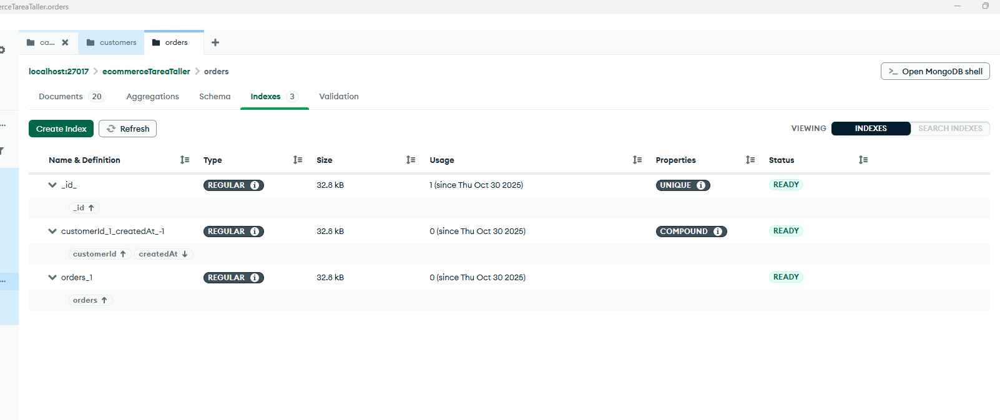 erceTareaTaller.orders
ca... customers orders
localhost:27017 ecommerceTareaTaller orders
>_ Open MongoDB shell
Documents 20 Aggregations Schema Indexes 3 Validation
Create Index Refresh VIEWING INDEXES SEARCH INDEXES
Name & Definition Type Size Usage Properties Status
_id_ REGULAR 32.8 kB 1 (since Thu Oct 30 2025) UNIQUE READY
_id ↑
customerId_1_createdAt_-1 REGULAR 32.8 kB 0 (since Thu Oct 30 2025) COMPOUND READY
customerId ↑ createdAt ↓
orders_1 REGULAR 32.8 kB 0 (since Thu Oct 30 2025) READY
orders ↑